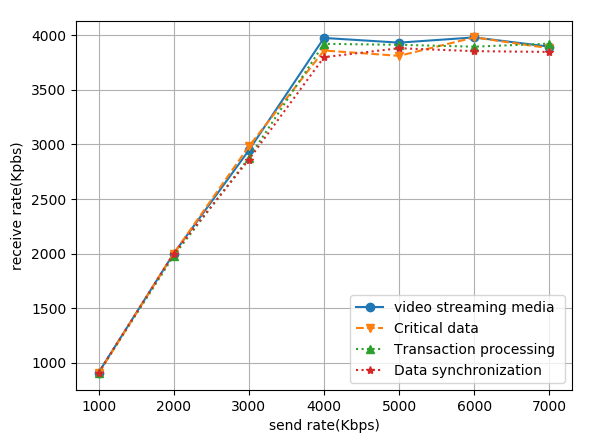 4000
3500
3000
2500
2000
1500
1000
receive rate(Kpbs)
video streaming media
Critical data
Transaction processing
Data synchronization
1000 2000 3000 4000 5000 6000 7000
send rate(Kbps)